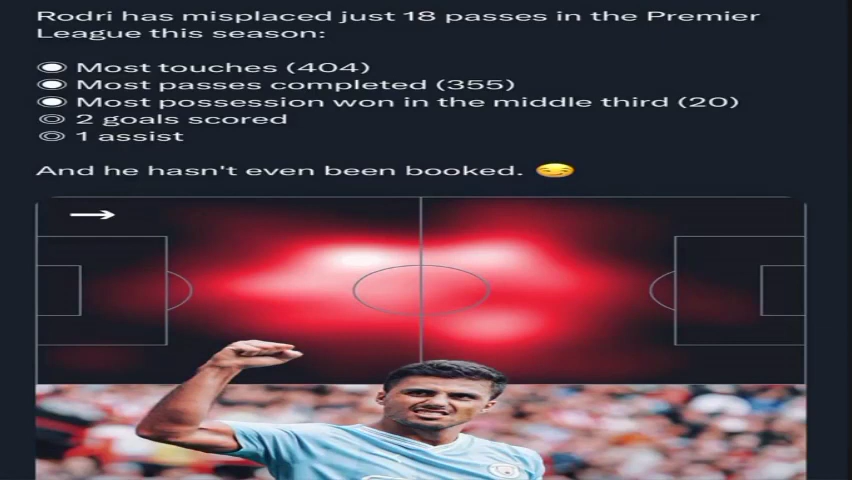 Rodri has misplaced just 18 passes in the Premier
League this season:
◉ Most touches (404)
◉ Most passes completed (355)
◉ Most possession won in the middle third (20)
◎ 2 goals scored
◎ 1 assist
And he hasn't even been booked. 😏